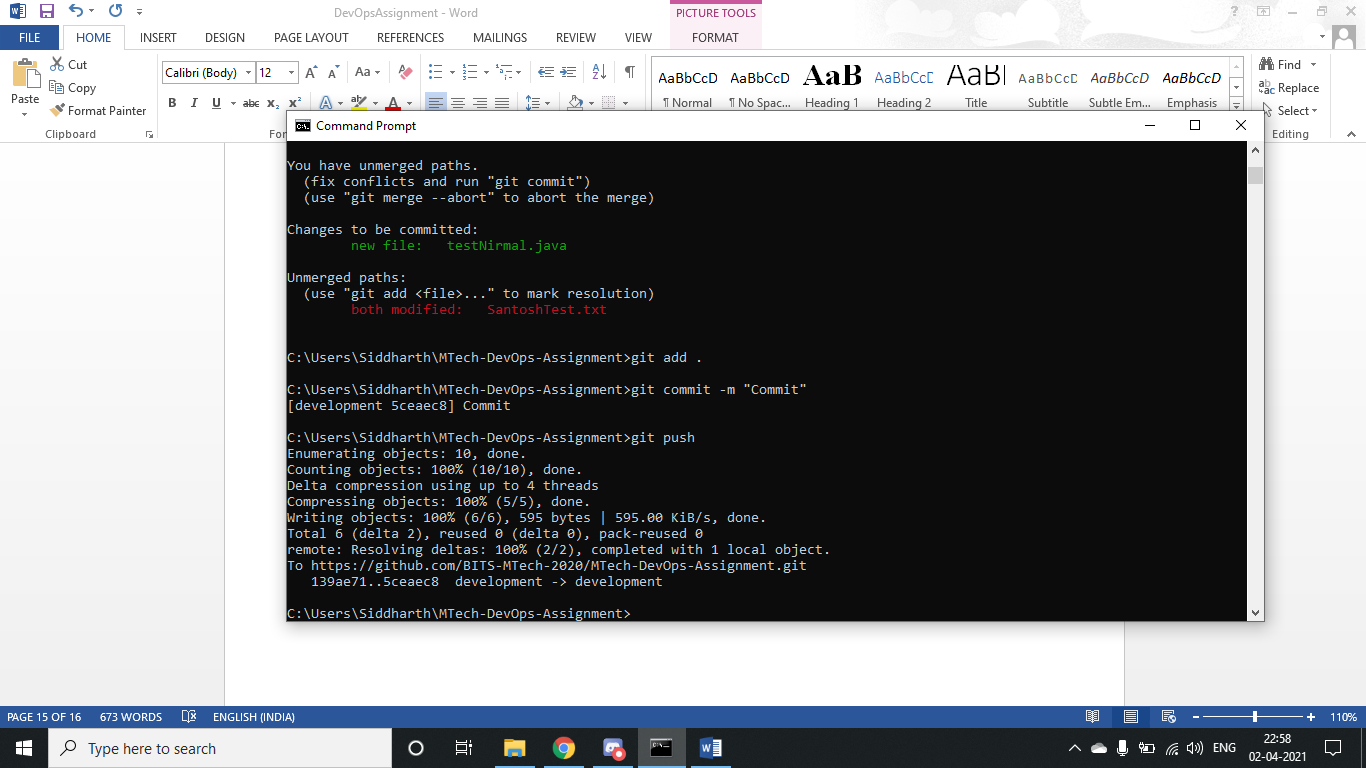 DevOpsAssignment - Word
PICTURE TOOLS
FILE HOME INSERT DESIGN PAGE LAYOUT REFERENCES MAILINGS REVIEW VIEW FORMAT
Paste
Cut
Copy
Format Painter
Clipboard
Calibri (Body) 12
B I U abc x₂ x²
AaBbCcD AaBbCcD AaB AaBbCc AaBl AaBbCcD AaBbCcD AaBbCcD
¶ Normal ¶ No Spac... Heading 1 Heading 2 Title Subtitle Subtle Em... Emphasis
Find
Replace
Select
Editing
Command Prompt
You have unmerged paths.
(fix conflicts and run "git commit")
(use "git merge --abort" to abort the merge)
Changes to be committed:
new file:   testNirmal.java
Unmerged paths:
(use "git add <file>..." to mark resolution)
both modified:   SantoshTest.txt
C:\Users\Siddharth\MTech-DevOps-Assignment>git add .
C:\Users\Siddharth\MTech-DevOps-Assignment>git commit -m "Commit"
[development 5ceaec8] Commit
C:\Users\Siddharth\MTech-DevOps-Assignment>git push
Enumerating objects: 10, done.
Counting objects: 100% (10/10), done.
Delta compression using up to 4 threads
Compressing objects: 100% (5/5), done.
Writing objects: 100% (6/6), 595 bytes | 595.00 KiB/s, done.
Total 6 (delta 2), reused 0 (delta 0), pack-reused 0
remote: Resolving deltas: 100% (2/2), completed with 1 local object.
To https://github.com/BITS-MTech-2020/MTech-DevOps-Assignment.git
139ae71..5ceaec8  development -> development
C:\Users\Siddharth\MTech-DevOps-Assignment>
PAGE 15 OF 16 673 WORDS ENGLISH (INDIA) 110%
Type here to search
ENG
22:58
02-04-2021